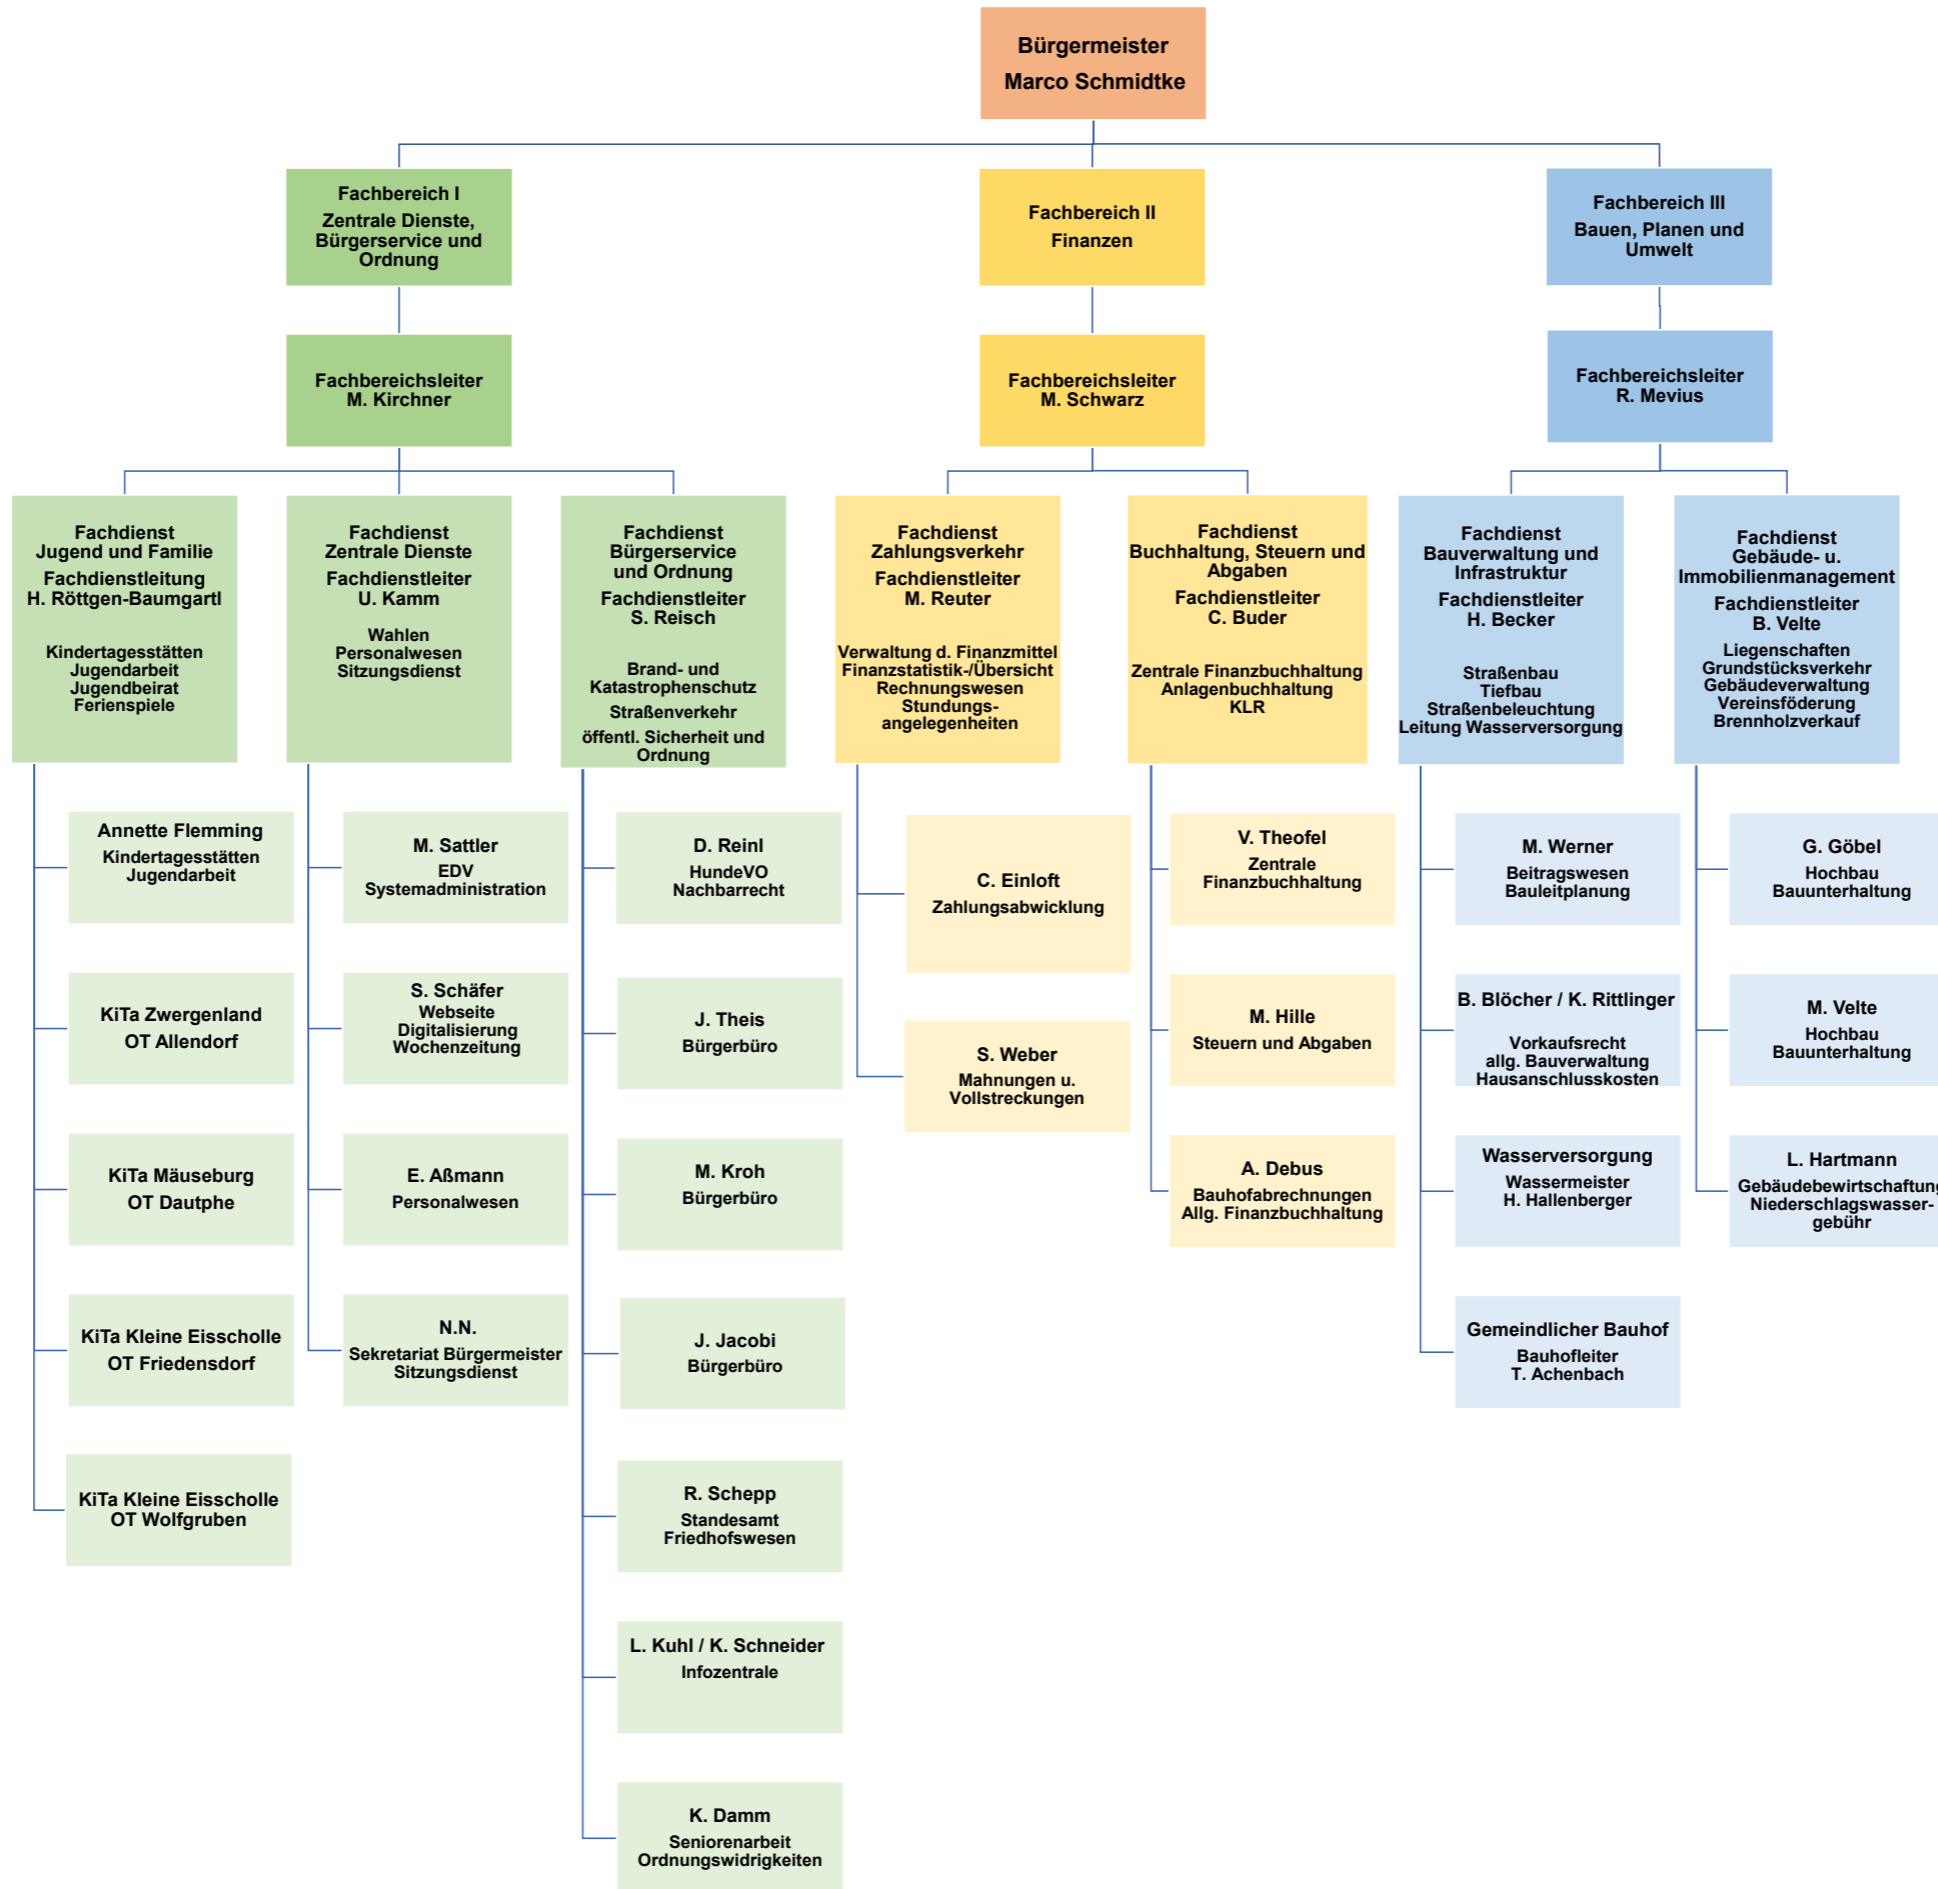 Bürgermeister
Marco Schmidtke
Fachbereich I
Zentrale Dienste,
Bürgerservice und
Ordnung
Fachbereich II
Finanzen
Fachbereich III
Bauen, Planen und
Umwelt
Fachbereichsleiter
M. Kirchner
Fachbereichsleiter
M. Schwarz
Fachbereichsleiter
R. Mevius
Fachdienst
Jugend und Familie
Fachdienstleitung
H. Röttgen-Baumgartl
Kindertagesstätten
Jugendarbeit
Jugendbeirat
Ferienspiele
Fachdienst
Zentrale Dienste
Fachdienstleiter
U. Kamm
Wahlen
Personalwesen
Sitzungsdienst
Fachdienst
Bürgerservice
und Ordnung
Fachdienstleiter
S. Reisch
Brand- und
Katastrophenschutz
Straßenverkehr
öffentl. Sicherheit und
Ordnung
Fachdienst
Zahlungsverkehr
Fachdienstleiter
M. Reuter
Verwaltung d. Finanzmittel
Finanzstatistik-/Übersicht
Rechnungswesen
Stundungs-
angelegenheiten
Fachdienst
Buchhaltung, Steuern und
Abgaben
Fachdienstleiter
C. Buder
Zentrale Finanzbuchhaltung
Anlagenbuchhaltung
KLR
Fachdienst
Bauverwaltung und
Infrastruktur
Fachdienstleiter
H. Becker
Straßenbau
Tiefbau
Straßenbeleuchtung
Leitung Wasserversorgung
Fachdienst
Gebäude- u.
Immobilienmanagement
Fachdienstleiter
B. Velte
Liegenschaften
Grundstücksverkehr
Gebäudeverwaltung
Vereinsföderung
Brennholzverkauf
Annette Flemming
Kindertagesstätten
Jugendarbeit
KiTa Zwergenland
OT Allendorf
KiTa Mäuseburg
OT Dautphe
KiTa Kleine Eisscholle
OT Friedensdorf
KiTa Kleine Eisscholle
OT Wolfgruben
M. Sattler
EDV
Systemadministration
S. Schäfer
Webseite
Digitalisierung
Wochenzeitung
E. Aßmann
Personalwesen
N.N.
Sekretariat Bürgermeister
Sitzungsdienst
D. Reinl
HundeVO
Nachbarrecht
J. Theis
Bürgerbüro
M. Kroh
Bürgerbüro
J. Jacobi
Bürgerbüro
R. Schepp
Standesamt
Friedhofswesen
L. Kuhl / K. Schneider
Infozentrale
K. Damm
Seniorenarbeit
Ordnungswidrigkeiten
C. Einloft
Zahlungsabwicklung
S. Weber
Mahnungen u.
Vollstreckungen
V. Theofel
Zentrale
Finanzbuchhaltung
M. Hille
Steuern und Abgaben
A. Debus
Bauhofabrechnungen
Allg. Finanzbuchhaltung
M. Werner
Beitragswesen
Bauleitplanung
B. Blöcher / K. Rittlinger
Vorkaufsrecht
allg. Bauverwaltung
Hausanschlusskosten
Wasserversorgung
Wassermeister
H. Hallenberger
Gemeindlicher Bauhof
Bauhofleiter
T. Achenbach
G. Göbel
Hochbau
Bauunterhaltung
M. Velte
Hochbau
Bauunterhaltung
L. Hartmann
Gebäudebewirtschaftung
Niederschlagswasser-
gebühr